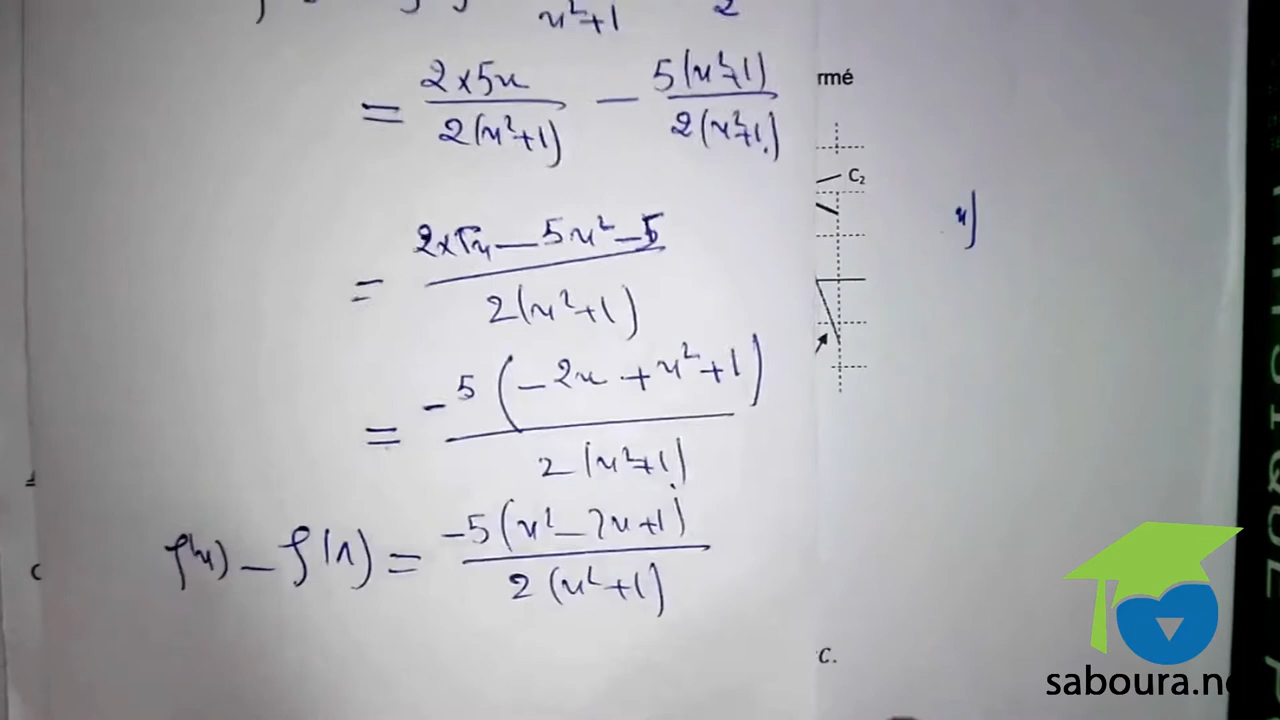 x²+1 2
= 2×5x / 2(x²+1) − 5(x²+1) / 2(x²+1)
= 2×5x − 5x² − 5 / 2(x²+1)
= −5(−2x + x² + 1) / 2(x²+1)
f(x) − f(1) = −5(x² − 2x + 1) / 2(x²+1)
rmé
C₂
x)
C.
saboura.ne